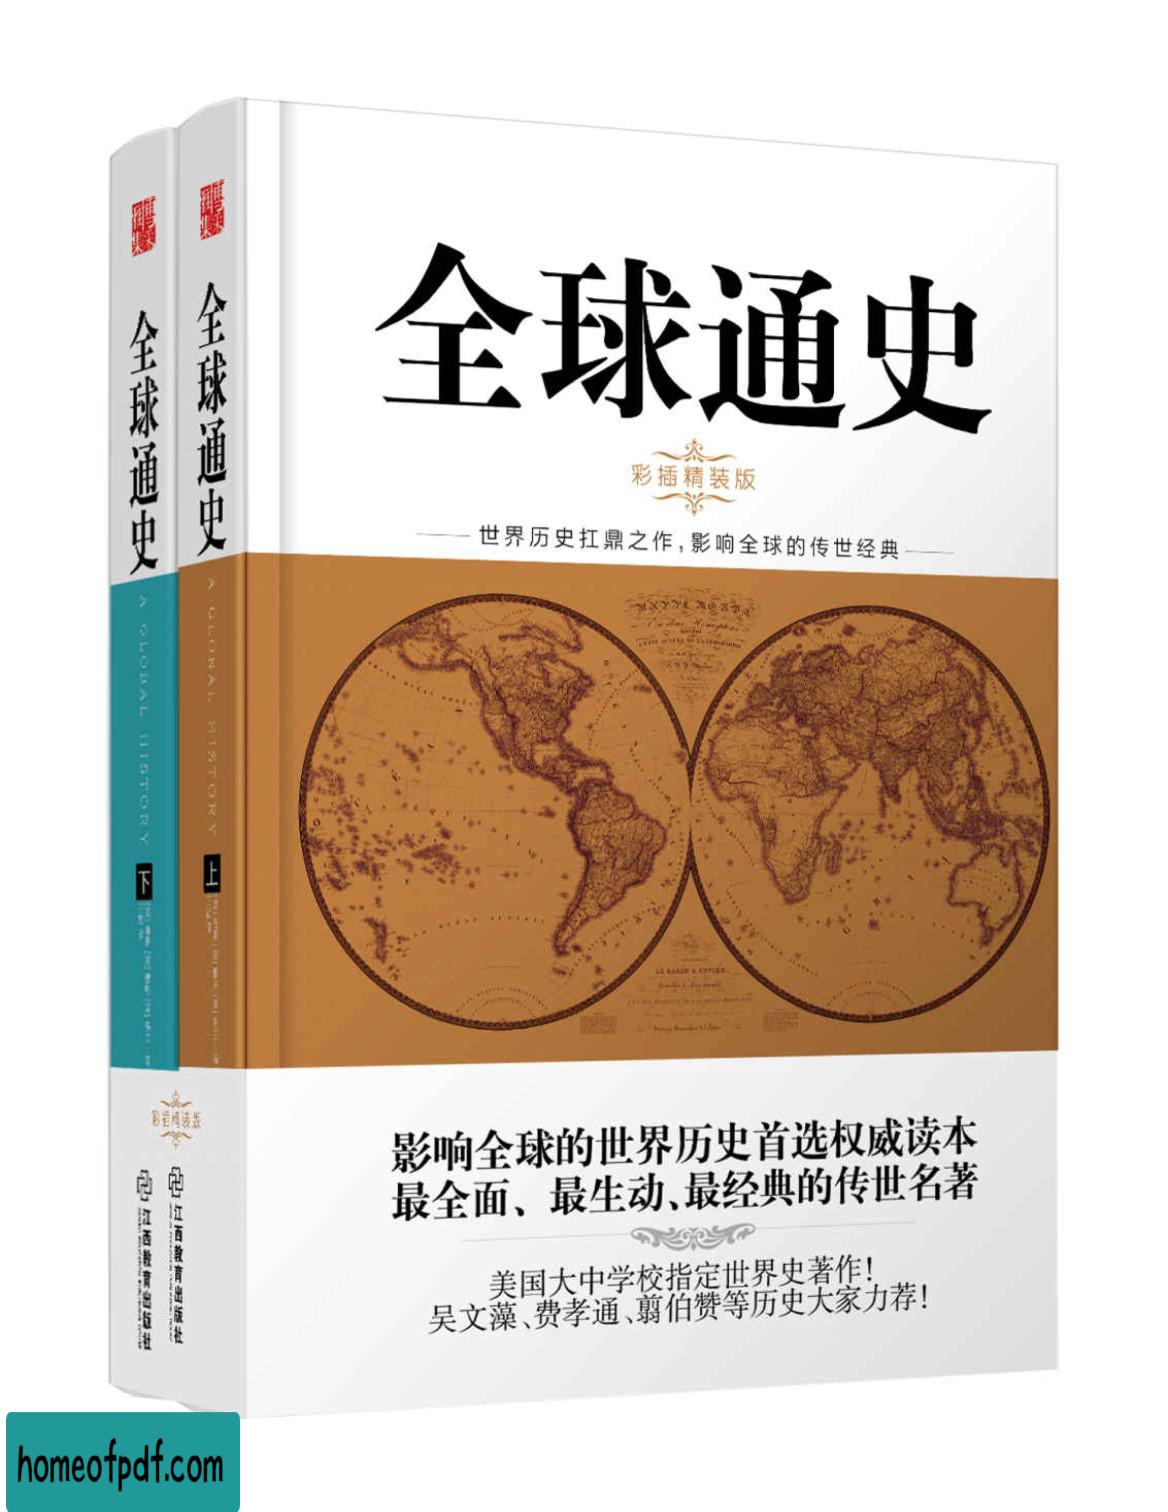 全球通史
彩插精装版
世界历史扛鼎之作，影响全球的传世经典
影响全球的世界历史首选权威读本
最全面、最生动、最经典的传世名著
美国大中学校指定世界史著作！
吴文藻、费孝通、翦伯赞等历史大家力荐！
全球通史
A GLOBAL HISTORY
上
江西教育出版社
全球通史
A GLOBAL HISTORY
下
彩插精装版
江西教育出版社
homeofpdf.com